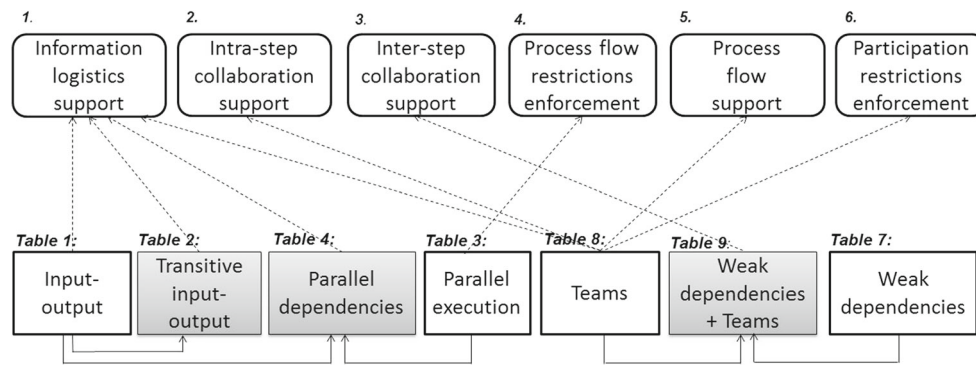 1.
2.
3.
4.
5.
6.
Information
logistics
support
Intra-step
collaboration
support
Inter-step
collaboration
support
Process flow
restrictions
enforcement
Process
flow
support
Participation
restrictions
enforcement
Table 1:
Table 2:
Table 4:
Table 3:
Table 8:
Table 9:
Table 7:
Input-
output
Transitive
input-
output
Parallel
dependencies
Parallel
execution
Teams
Weak
dependencies
+ Teams
Weak
dependencies